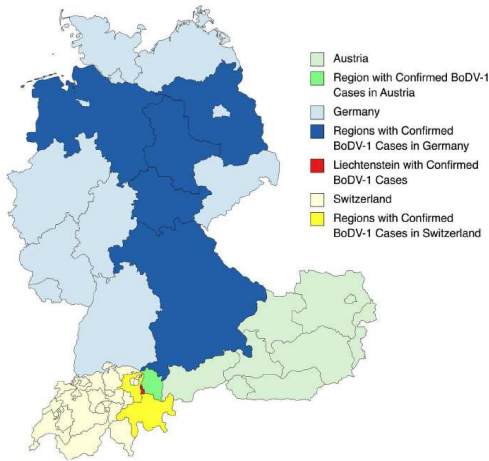 Austria
Region with Confirmed BoDV-1
Cases in Austria
Germany
Regions with Confirmed
BoDV-1 Cases in Germany
Liechtenstein with Confirmed
BoDV-1 Cases
Switzerland
Regions with Confirmed
BoDV-1 Cases in Switzerland